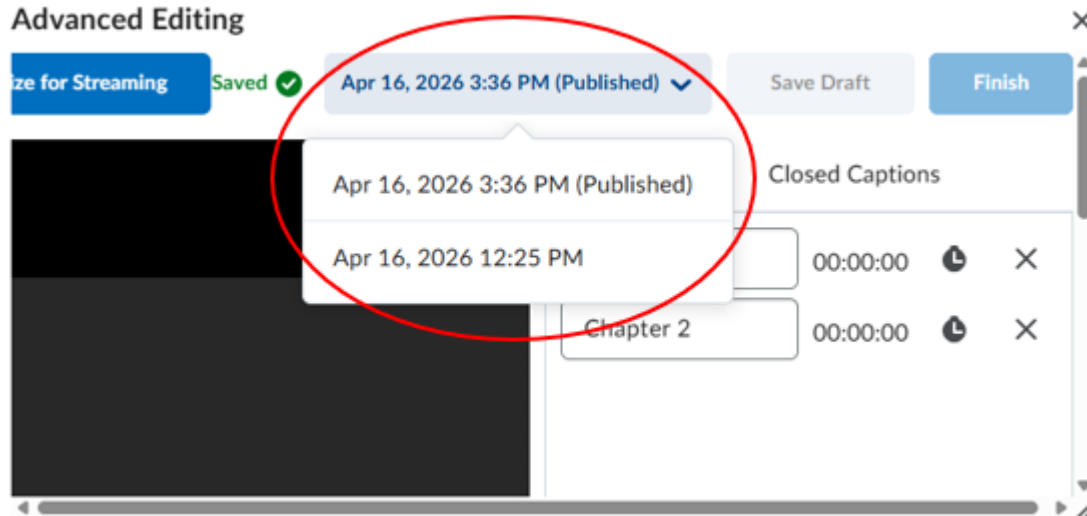 Advanced Editing
ze for Streaming
Saved
Apr 16, 2026 3:36 PM (Published)
Save Draft
Finish
Apr 16, 2026 3:36 PM (Published)
Apr 16, 2026 12:25 PM
Closed Captions
00:00:00
Chapter 2
00:00:00